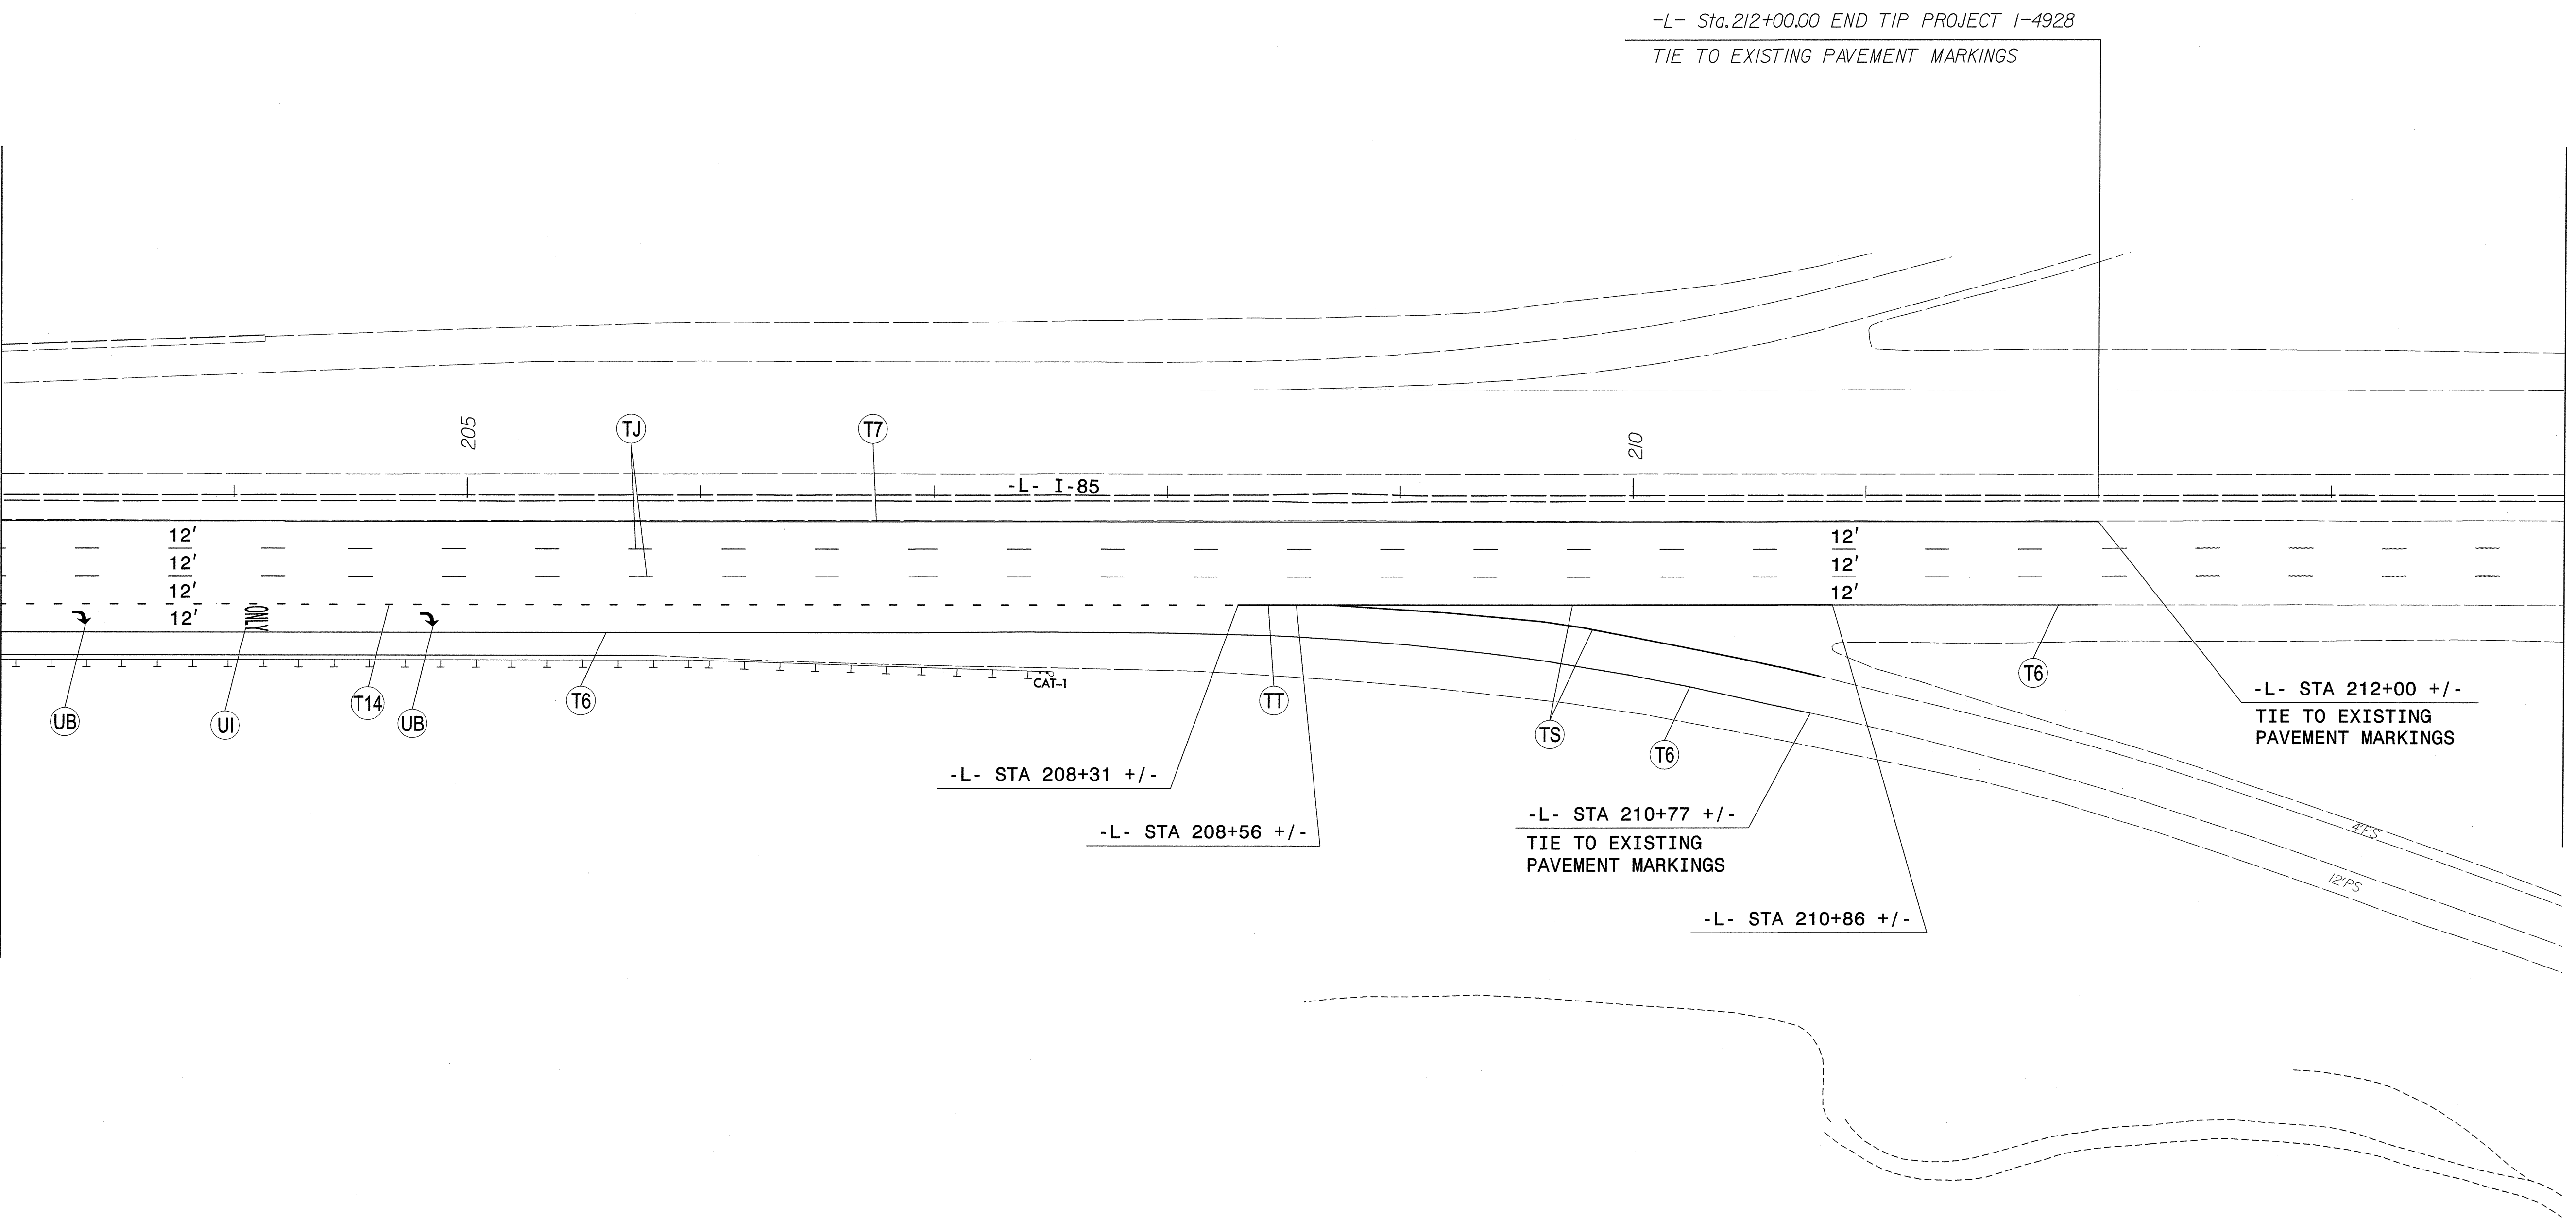 -L- Sta.212+00.00 END TIP PROJECT I-4928
TIE TO EXISTING PAVEMENT MARKINGS
205
TJ
T7
210
-L- I-85
12'
12'
12'
12'
12'
12'
12'
ONLY
CAT-1
UB
UI
T14
UB
T6
TT
TS
T6
T6
-L- STA 212+00 +/-
TIE TO EXISTING
PAVEMENT MARKINGS
-L- STA 208+31 +/-
-L- STA 208+56 +/-
-L- STA 210+77 +/-
TIE TO EXISTING
PAVEMENT MARKINGS
-L- STA 210+86 +/-
4'PS
12'PS